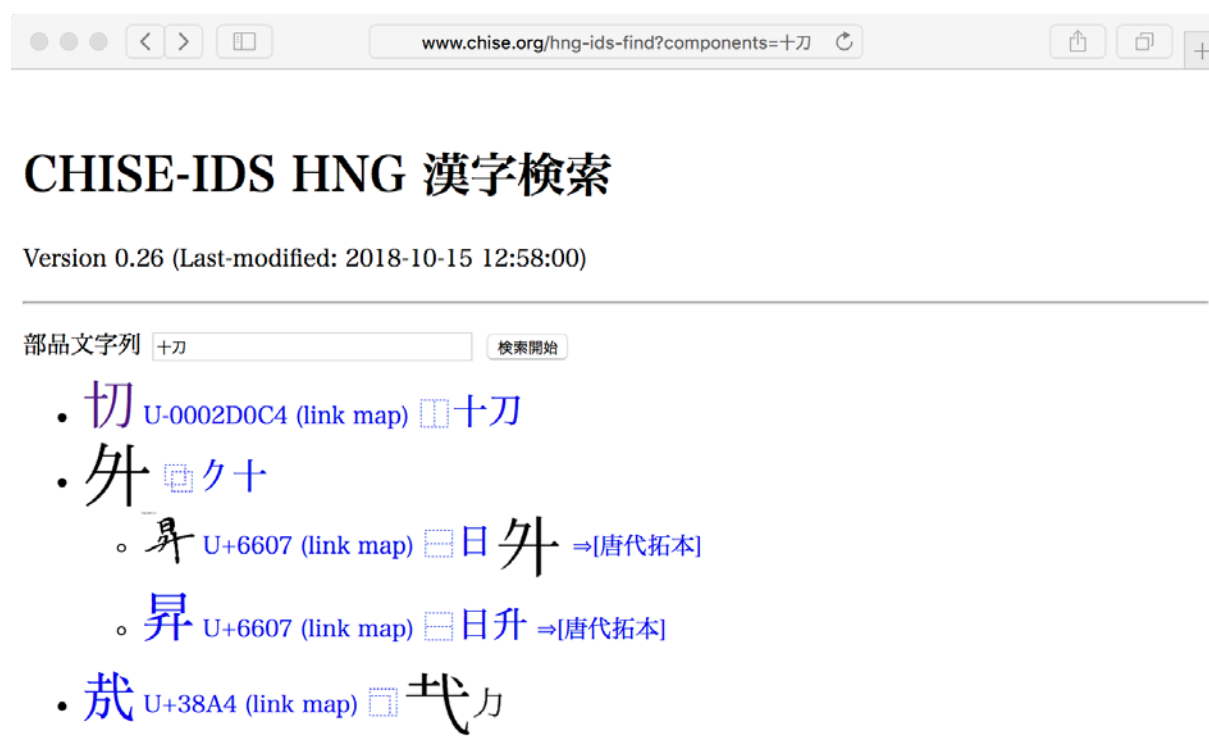 www.chise.org/hng-ids-find?components=十刀
CHISE-IDS HNG 漢字検索
Version 0.26 (Last-modified: 2018-10-15 12:58:00)
部品文字列 十刀 検索開始
• 𭃄 U-0002D0C4 (link map) ⿰十刀
• ⿻ク十
◦ 昇 U+6607 (link map) ⿱日 ⇒[唐代拓本]
◦ 昇 U+6607 (link map) ⿱日升 ⇒[唐代拓本]
• 㢤 U+38A4 (link map) ⿹